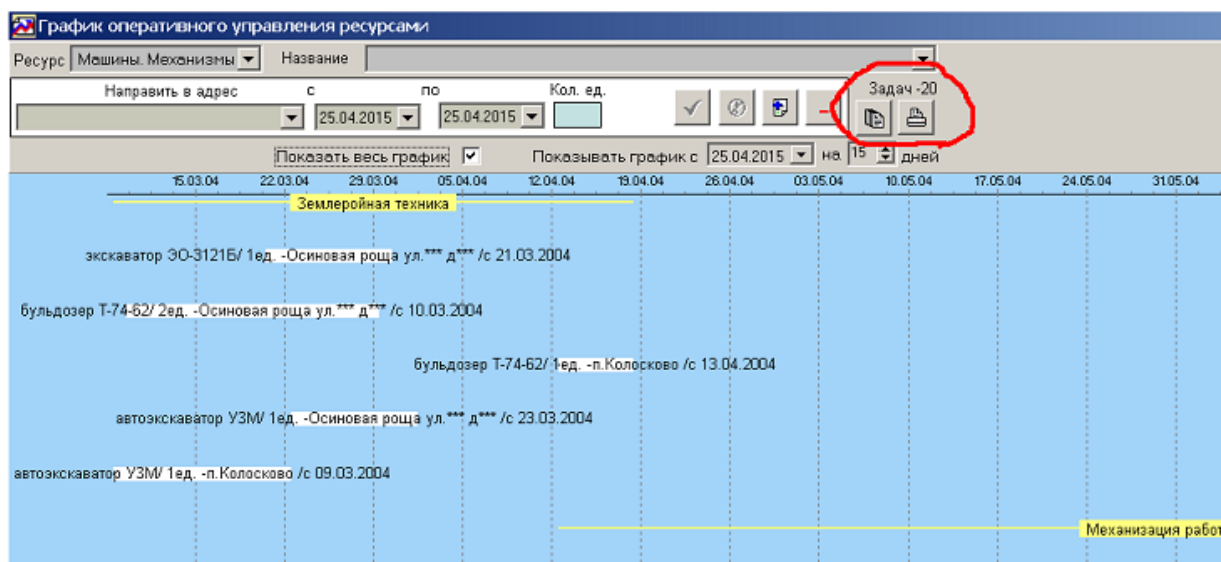 График оперативного управления ресурсами
Ресурс Машины. Механизмы Название
Направить в адрес с по Кол. ед. Задач -20
25.04.2015 25.04.2015
Показать весь график Показывать график с 25.04.2015 на 15 дней
15.03.04 22.03.04 29.03.04 05.04.04 12.04.04 19.04.04 26.04.04 03.05.04 10.05.04 17.05.04 24.05.04 31.05.04
Землеройная техника
экскаватор ЭО-3121Б/ 1ед. -Осиновая роща ул.*** д*** /с 21.03.2004
бульдозер Т-74-62/ 2ед. -Осиновая роща ул.*** д*** /с 10.03.2004
бульдозер Т-74-62/ 1ед. -п.Колосково /с 13.04.2004
автоэкскаватор УЗМ/ 1ед. -Осиновая роща ул.*** д*** /с 23.03.2004
автоэкскаватор УЗМ/ 1ед. -п.Колосково /с 09.03.2004
Механизация работ